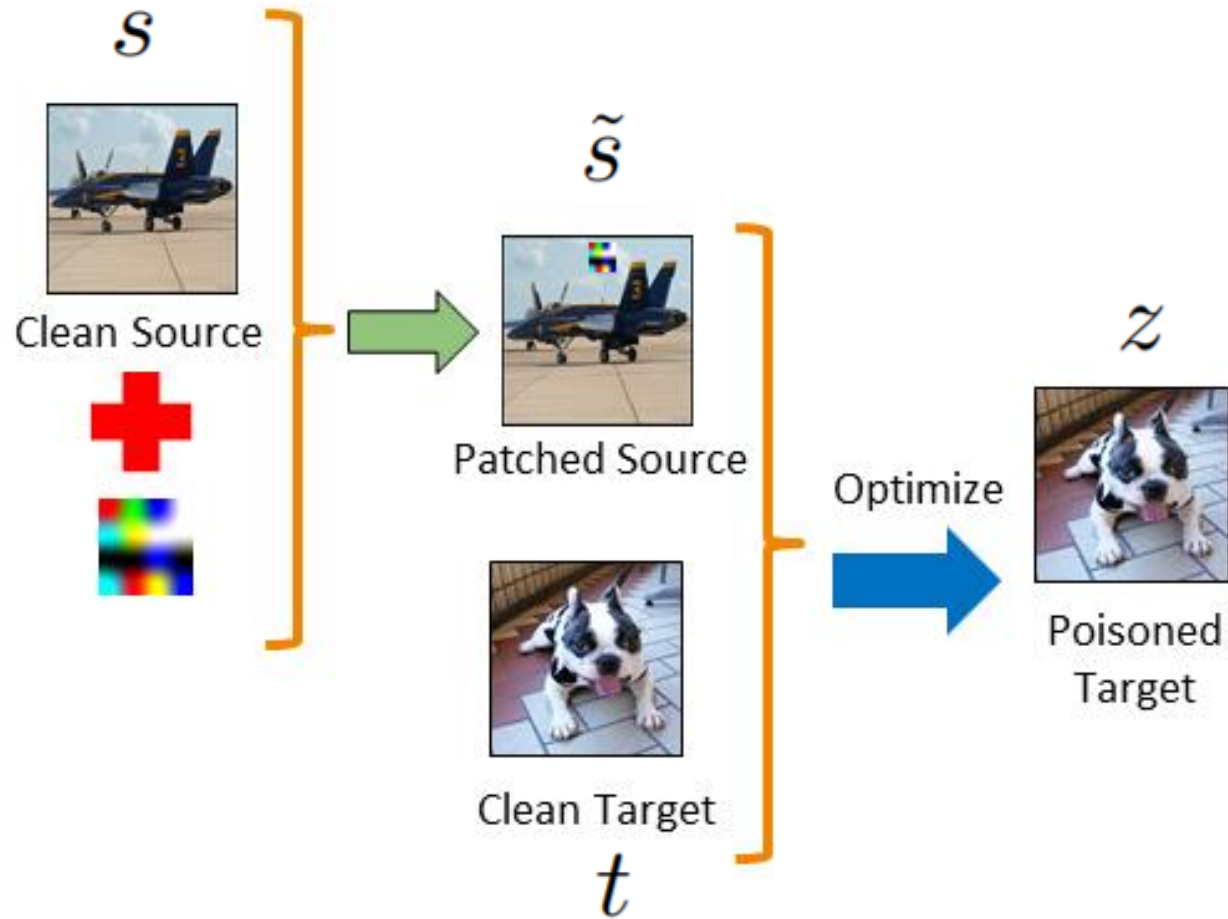 s
Clean Source
s̃
Patched Source
Clean Target
t
Optimize
z
Poisoned
Target